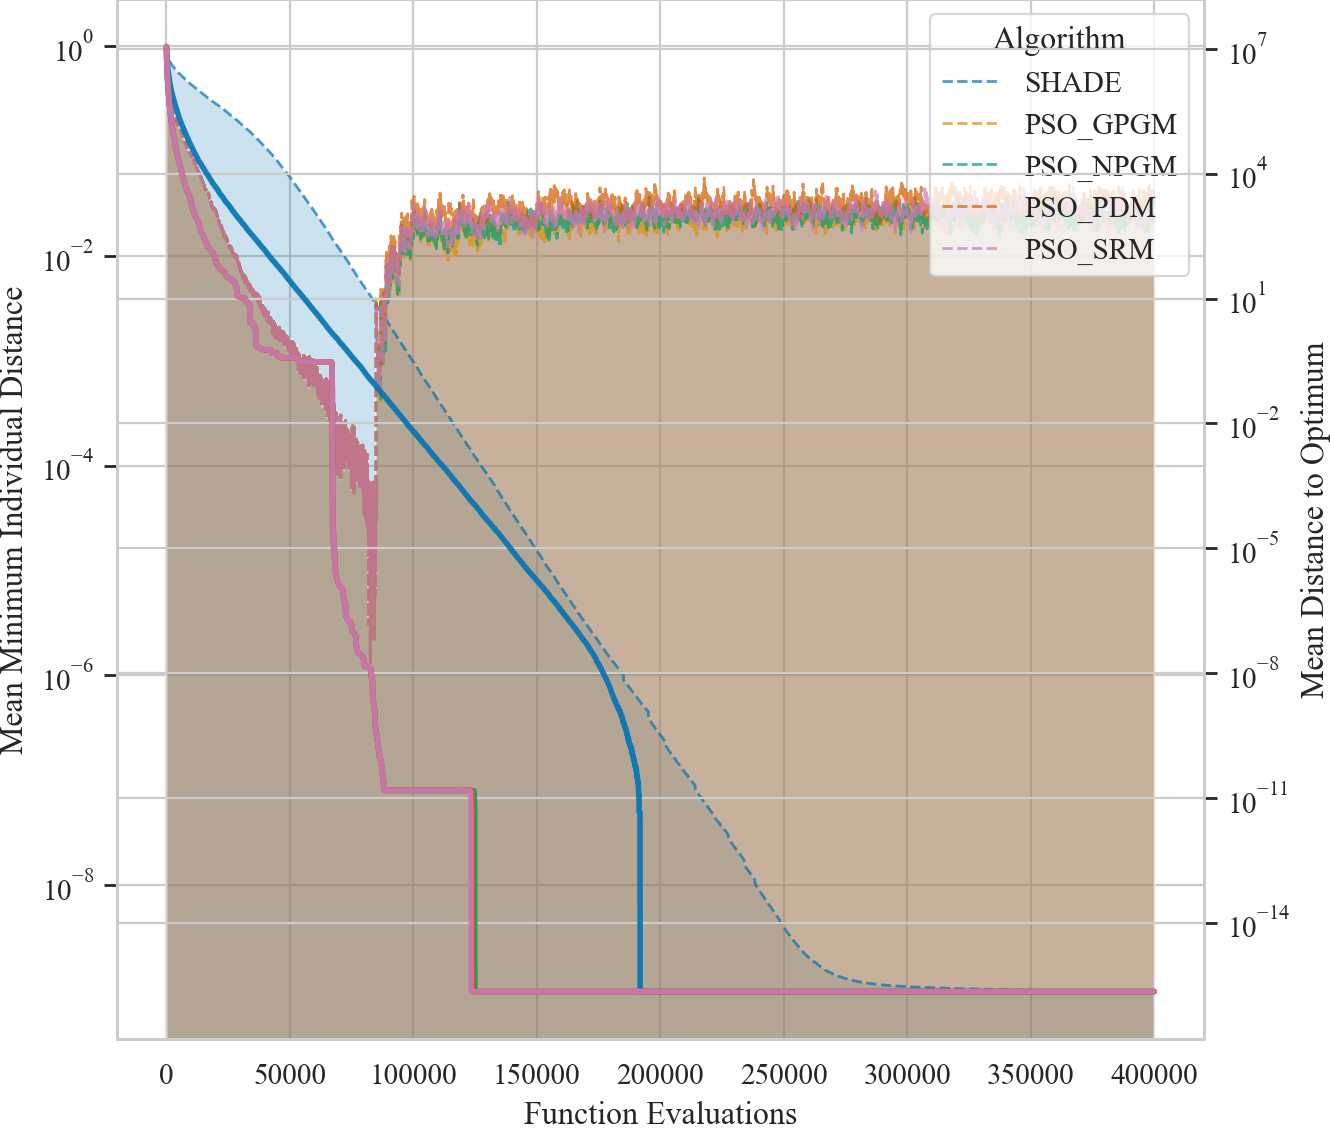 Algorithm
SHADE
PSO_GPGM
PSO_NPGM
PSO_PDM
PSO_SRM
10^0
10^−2
10^−4
10^−6
10^−8
Mean Minimum Individual Distance
10^7
10^4
10^1
10^−2
10^−5
10^−8
10^−11
10^−14
Mean Distance to Optimum
0 50000 100000 150000 200000 250000 300000 350000 400000
Function Evaluations